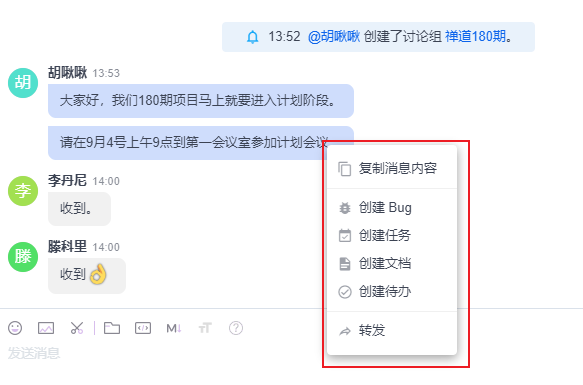 13:52 @胡啾啾 创建了讨论组 禅道180期。
胡 胡啾啾 13:53
大家好，我们180期项目马上就要进入计划阶段。
请在9月4号上午9点到第一会议室参加计划会议
李 李丹尼 14:00
收到。
滕 滕科里 14:00
收到👌
复制消息内容
创建 Bug
创建任务
创建文档
创建待办
转发
M↓ TT ?
发送消息